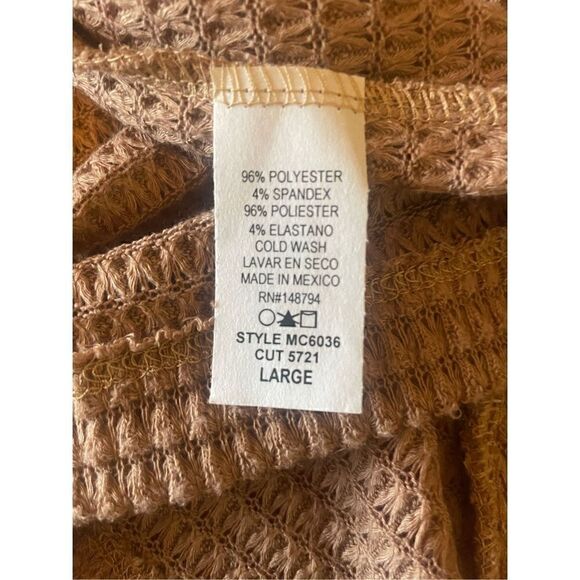 96% POLYESTER
4% SPANDEX
96% POLIESTER
4% ELASTANO
COLD WASH
LAVAR EN SECO
MADE IN MEXICO
RN#148794
STYLE MC6036
CUT 5721
LARGE